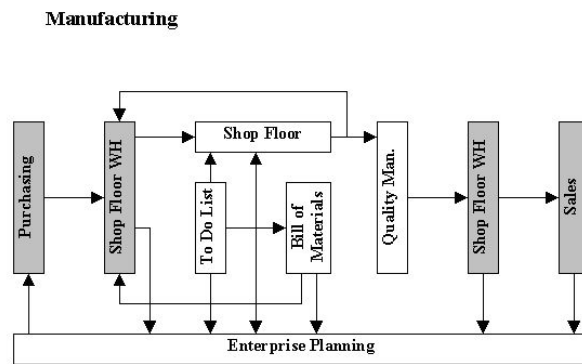 Manufacturing
Shop Floor
Purchasing
Shop Floor WH
To Do List
Bill of
Materials
Quality Man.
Shop Floor WH
Sales
Enterprise Planning